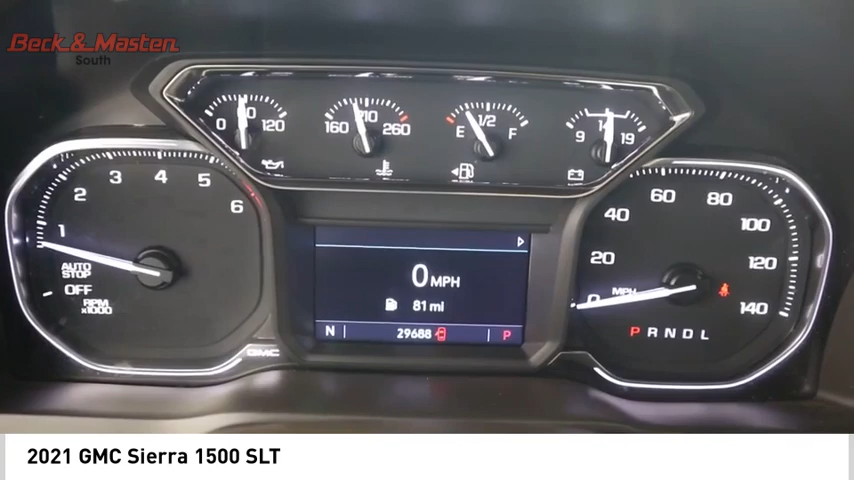 Beck & Masten
South
0 120
160 210 260
E 1/2 F
9 19
1 2 3 4 5 6
AUTO
STOP
OFF
RPM
x1000
GMC
0 MPH
81 mi
N 29688 P
0 20 40 60 80 100 120 140
MPH
P R N D L
2021 GMC Sierra 1500 SLT